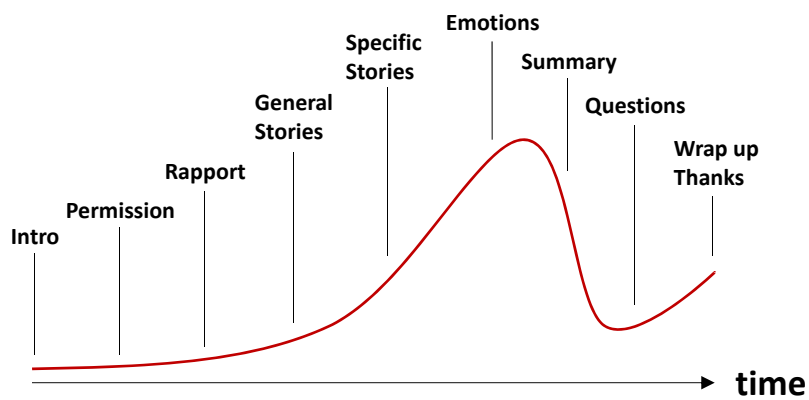 Intro
Permission
Rapport
General
Stories
Specific
Stories
Emotions
Summary
Questions
Wrap up
Thanks
time